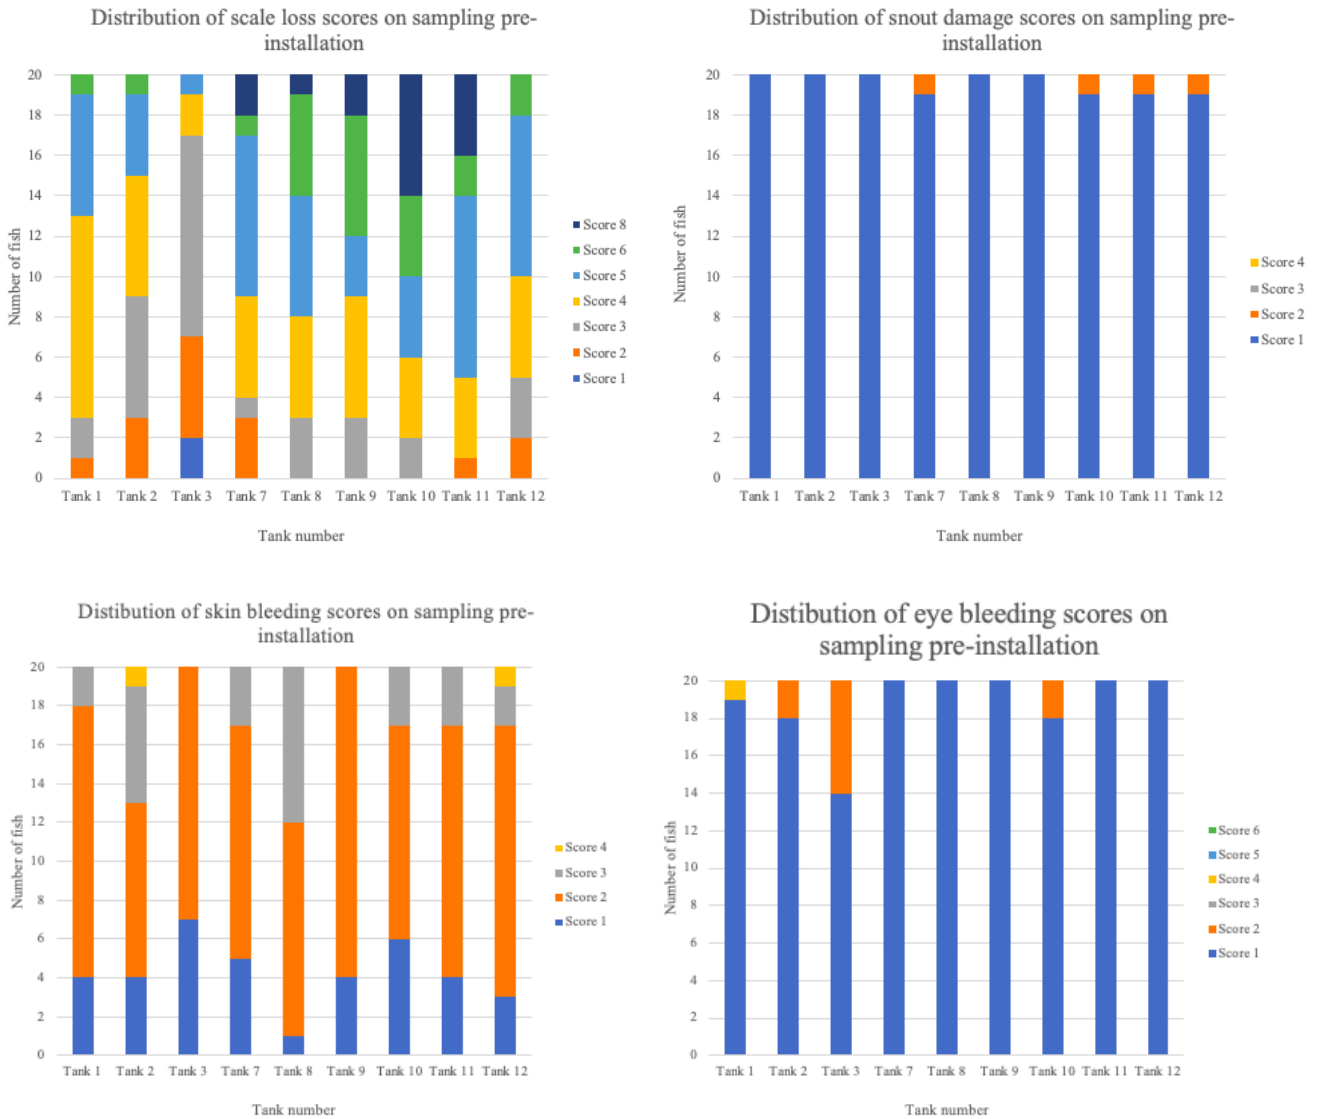 Distribution of scale loss scores on sampling pre-
installation
20
18
16
14
12
10
8
6
4
2
0
Number of fish
Tank 1 Tank 2 Tank 3 Tank 7 Tank 8 Tank 9 Tank 10 Tank 11 Tank 12
Tank number
Score 8
Score 6
Score 5
Score 4
Score 3
Score 2
Score 1
Distribution of snout damage scores on sampling pre-
installation
20
18
16
14
12
10
8
6
4
2
0
Number of fish
Tank 1 Tank 2 Tank 3 Tank 7 Tank 8 Tank 9 Tank 10 Tank 11 Tank 12
Tank number
Score 4
Score 3
Score 2
Score 1
Distibution of skin bleeding scores on sampling pre-
installation
20
18
16
14
12
10
8
6
4
2
0
Number of fish
Tank 1 Tank 2 Tank 3 Tank 7 Tank 8 Tank 9 Tank 10 Tank 11 Tank 12
Tank number
Score 4
Score 3
Score 2
Score 1
Distibution of eye bleeding scores on
sampling pre-installation
20
18
16
14
12
10
8
6
4
2
0
Number of fish
Tank 1 Tank 2 Tank 3 Tank 7 Tank 8 Tank 9 Tank 10 Tank 11 Tank 12
Tank number
Score 6
Score 5
Score 4
Score 3
Score 2
Score 1